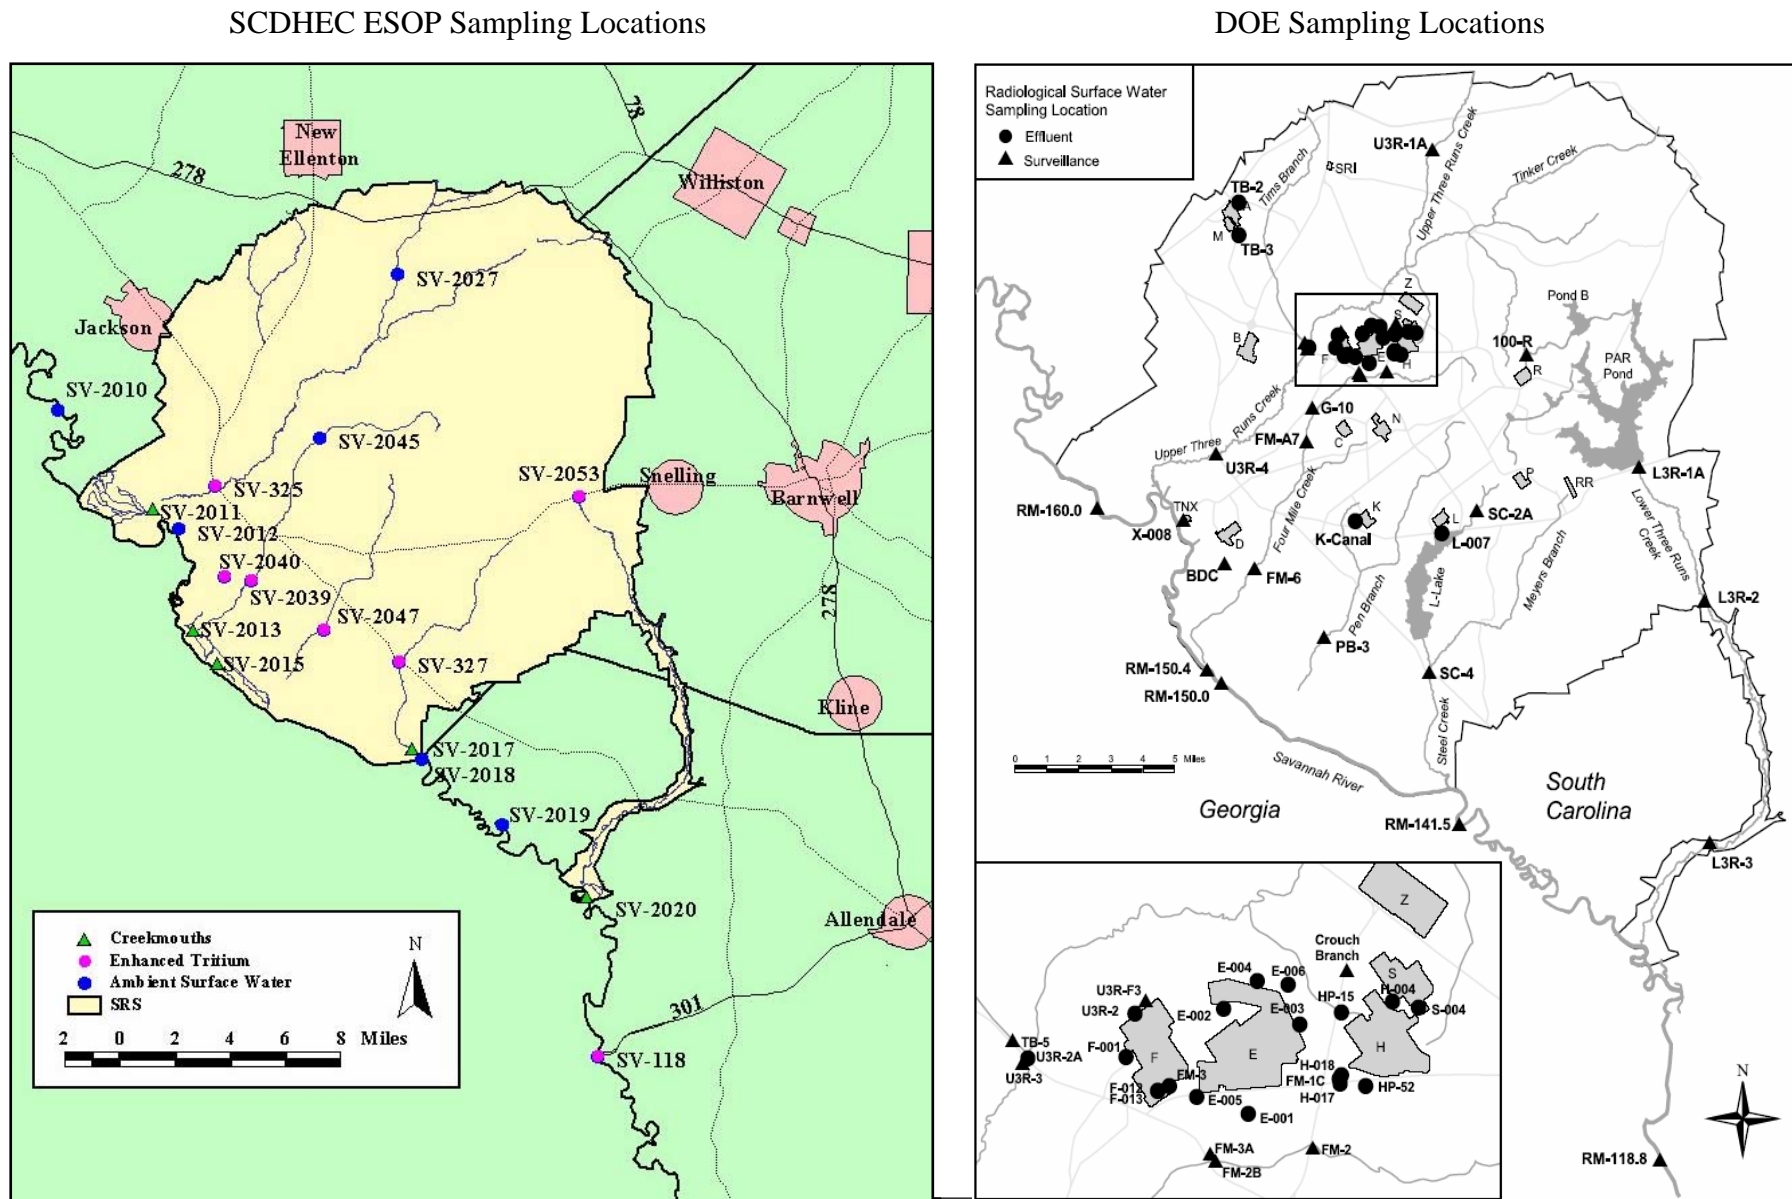 SCDHEC ESOP Sampling Locations
DOE Sampling Locations
78
New
Ellenton
278
Williston
SV-2027
Jackson
SV-2010
SV-2045
SV-2053
Snelling
Barnwell
SV-325
SV-2011
SV-2012
SV-2040
SV-2039
278
SV-2047
SV-2013
SV-2015
SV-327
Kline
SV-2017
SV-2018
SV-2019
SV-2020
Allendale
301
SV-118
Creekmouths
Enhanced Tritium
Ambient Surface Water
SRS
N
2 0 2 4 6 8 Miles
Radiological Surface Water
Sampling Location
Effluent
Surveillance
U3R-1A
Upper Three Runs Creek
Tinker Creek
Tims Branch
SRI
TB-2
M
TB-3
Z
S
Pond B
B
F
E
H
100-R
R
PAR
Pond
G-10
Runs Creek
Upper Three
FM-A7
C
N
U3R-4
L3R-1A
P
RR
RM-160.0
TNX
X-008
D
Four Mile Creek
K
K-Canal
L
SC-2A
L-007
Lower Three Runs
Creek
BDC
FM-6
L-Lake
Meyers Branch
L3R-2
Pen Branch
PB-3
RM-150.4
RM-150.0
SC-4
Steel Creek
0 1 2 3 4 5 Miles
Savannah River
Georgia
South
Carolina
RM-141.5
L3R-3
Z
Crouch
Branch
E-004
E-006
S
H-004
S-004
U3R-F3
U3R-2
E-002
E-003
HP-15
TB-5
U3R-2A
U3R-3
F-001
F
E
H
H-018
FM-1C
H-017
HP-52
FM-3
F-012
F-013
E-005
E-001
FM-3A
FM-2B
FM-2
N
RM-118.8